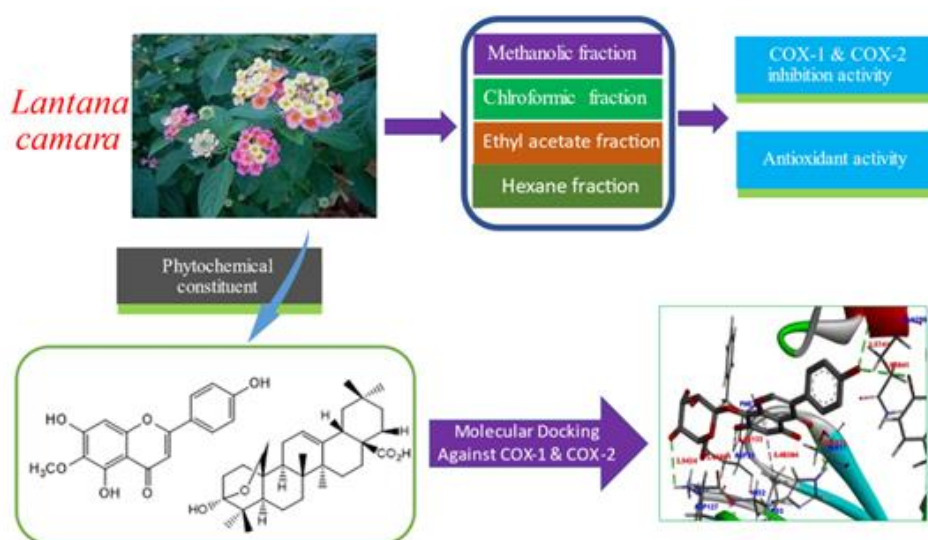 Lantana
camara
Methanolic fraction
Chlroformic fraction
Ethyl acetate fraction
Hexane fraction
COX-1 & COX-2
inhibition activity
Antioxidant activity
Phytochemical
constituent
OH
HO
O
H₃CO
OH
O
H
H
CO₂H
O
HO
H
H
Molecular Docking
Against COX-1 & COX-2